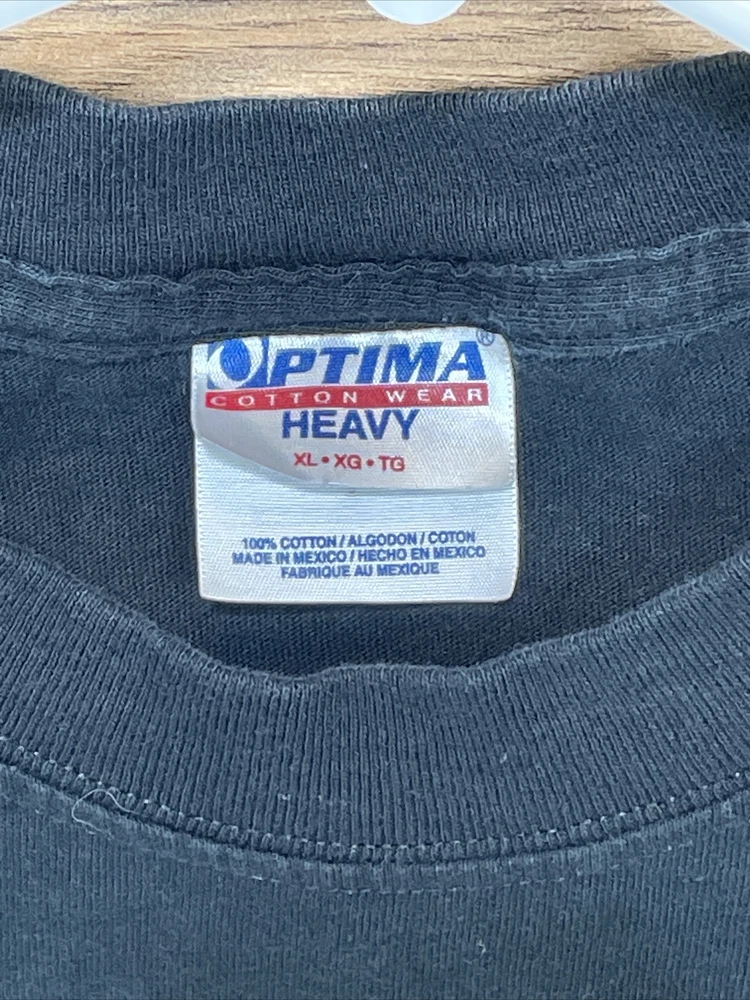 OPTIMA®
COTTON WEAR
HEAVY
XL • XG • TG
100% COTTON / ALGODON / COTON
MADE IN MEXICO / HECHO EN MEXICO
FABRIQUE AU MEXIQUE